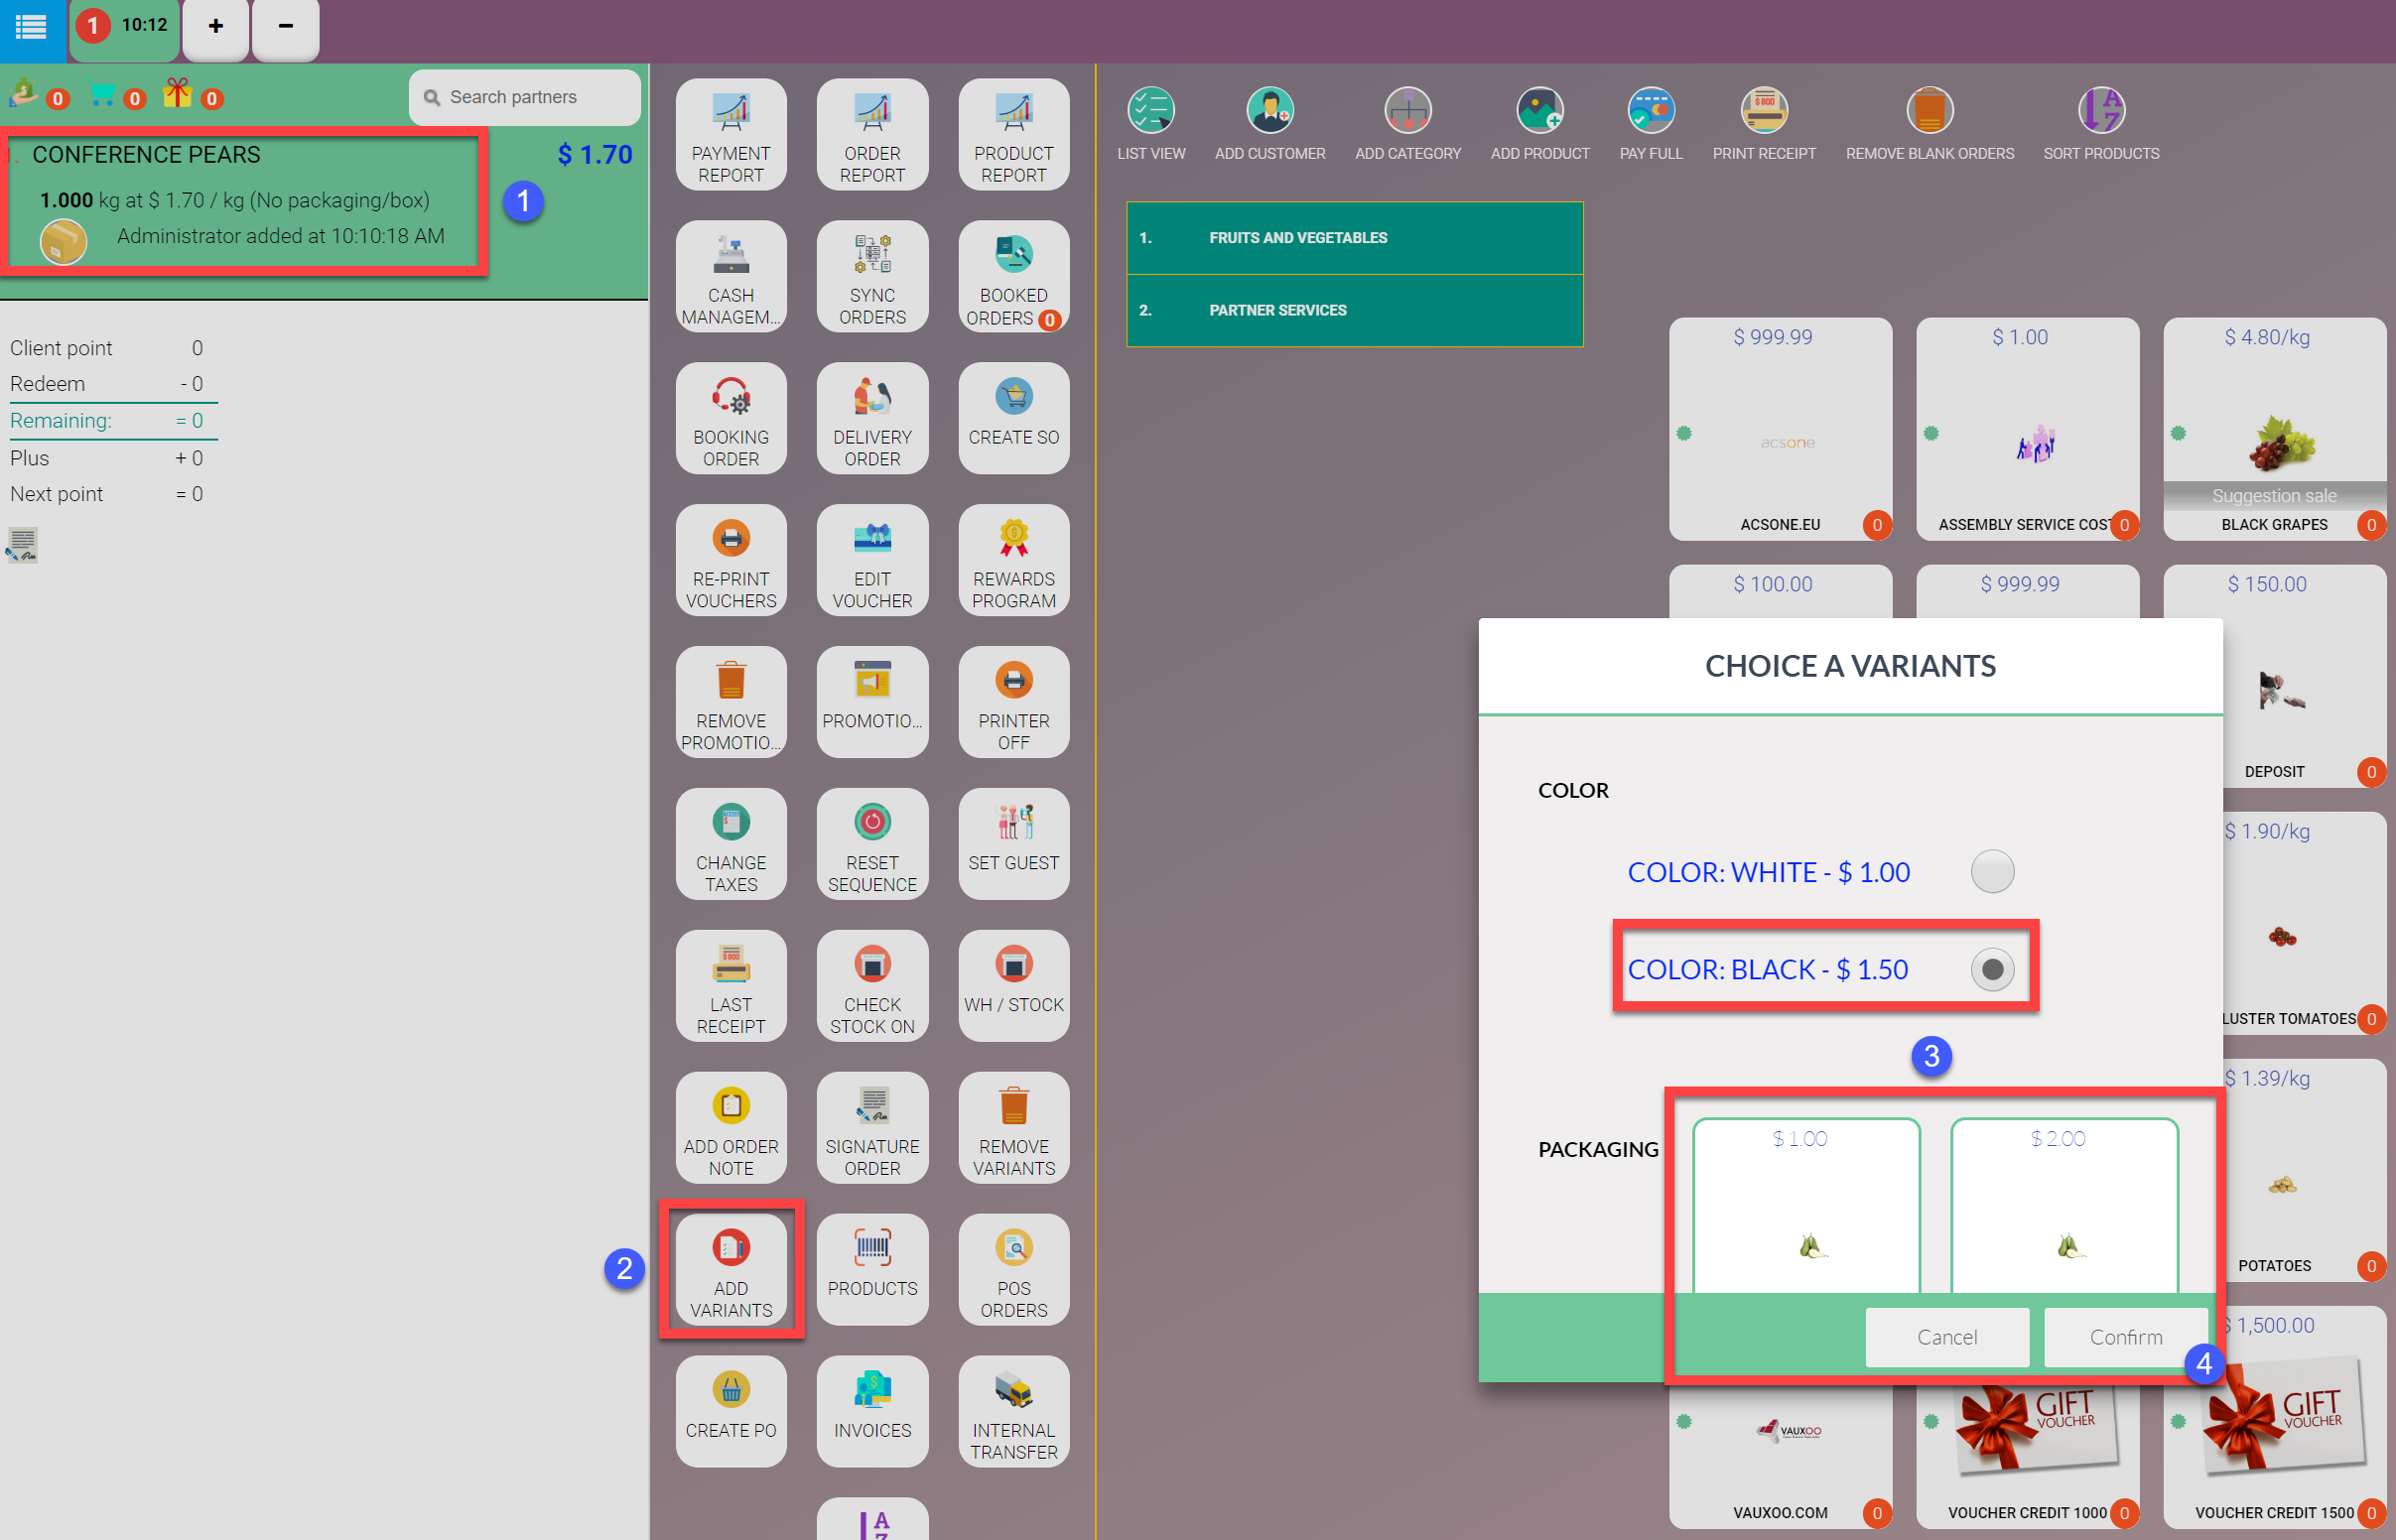 1 10:12 + −
0 0 0 Search partners
1. CONFERENCE PEARS $ 1.70
1.000 kg at $ 1.70 / kg (No packaging/box)
Administrator added at 10:10:18 AM
1
Client point 0
Redeem - 0
Remaining: = 0
Plus + 0
Next point = 0
PAYMENT
REPORT
ORDER
REPORT
PRODUCT
REPORT
CASH
MANAGEM...
SYNC
ORDERS
BOOKED
ORDERS 0
BOOKING
ORDER
DELIVERY
ORDER
CREATE SO
RE-PRINT
VOUCHERS
EDIT
VOUCHER
REWARDS
PROGRAM
REMOVE
PROMOTIO...
PROMOTIO...
PRINTER
OFF
CHANGE
TAXES
RESET
SEQUENCE
SET GUEST
LAST
RECEIPT
CHECK
STOCK ON
WH / STOCK
ADD ORDER
NOTE
SIGNATURE
ORDER
REMOVE
VARIANTS
2
ADD
VARIANTS
PRODUCTS
POS
ORDERS
CREATE PO
INVOICES
INTERNAL
TRANSFER
A
Z
LIST VIEW
ADD CUSTOMER
ADD CATEGORY
ADD PRODUCT
PAY FULL
$ 800
PRINT RECEIPT
REMOVE BLANK ORDERS
A
Z
SORT PRODUCTS
1. FRUITS AND VEGETABLES
2. PARTNER SERVICES
$ 999.99
acsone
ACSONE.EU 0
$ 1.00
ASSEMBLY SERVICE COST 0
$ 4.80/kg
Suggestion sale
BLACK GRAPES 0
$ 100.00
$ 999.99
$ 150.00
DEPOSIT 0
$ 1.90/kg
LUSTER TOMATOES 0
$ 1.39/kg
POTATOES 0
CHOICE A VARIANTS
COLOR
COLOR: WHITE - $ 1.00
COLOR: BLACK - $ 1.50
3
PACKAGING
$ 1.00
$ 2.00
Cancel
Confirm
4
VAUXOO
VAUXOO.COM 0
GIFT
VOUCHER
VOUCHER CREDIT 1000 0
$ 1,500.00
GIFT
VOUCHER
VOUCHER CREDIT 1500 0